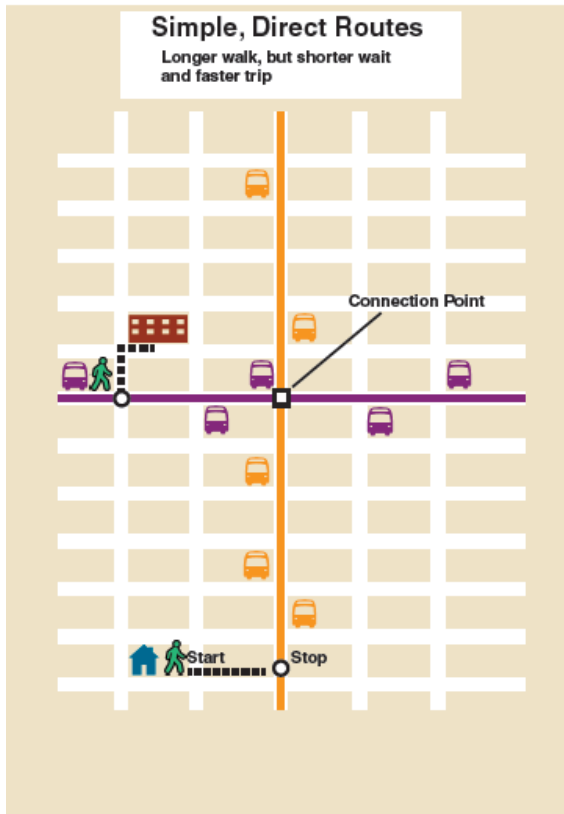 Simple, Direct Routes
Longer walk, but shorter wait
and faster trip
Connection Point
Start
Stop